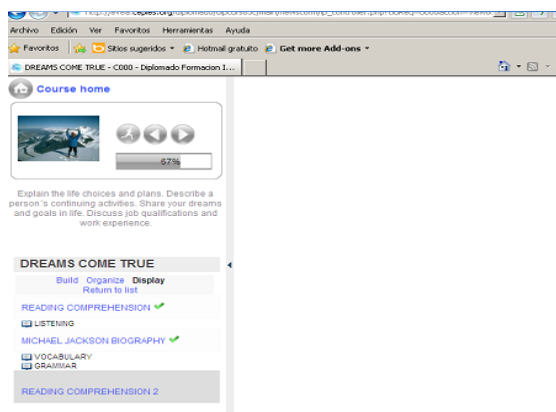 Archivo Edición Ver Favoritos Herramientas Ayuda
Favoritos Sitios sugeridos Hotmail gratuito Get more Add-ons
DREAMS COME TRUE - C000 - Diplomado Formacion I...
Course home
67%
Explain the life choices and plans. Describe a
person´s continuing activities. Share your dreams
and goals in life. Discuss job qualifications and
work experience.
DREAMS COME TRUE
Build Organize Display
Return to list
READING COMPREHENSION
LISTENING
MICHAEL JACKSON BIOGRAPHY
VOCABULARY
GRAMMAR
READING COMPREHENSION 2